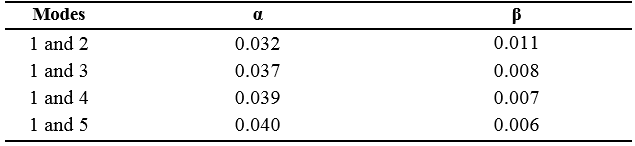 Modes α β
1 and 2 0.032 0.011
1 and 3 0.037 0.008
1 and 4 0.039 0.007
1 and 5 0.040 0.006